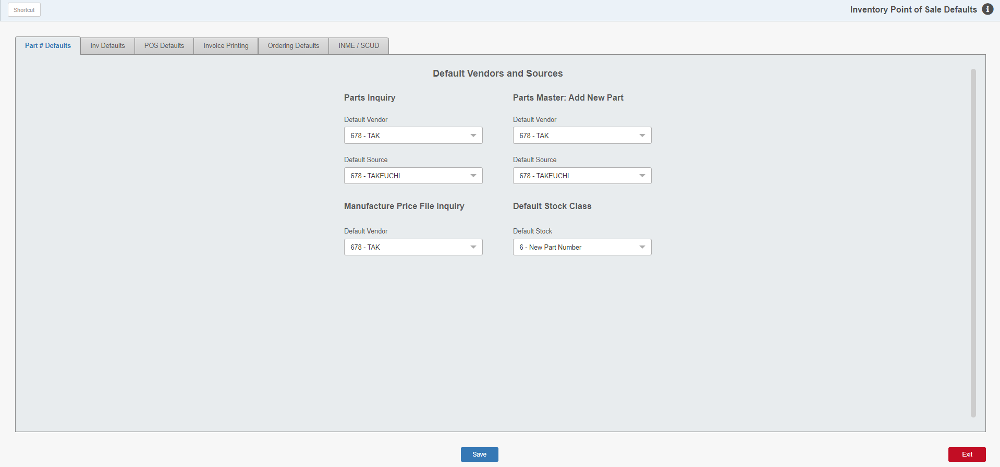 Shortcut
Inventory Point of Sale Defaults
Part # Defaults
Inv Defaults
POS Defaults
Invoice Printing
Ordering Defaults
INME / SCUD
Default Vendors and Sources
Parts Inquiry
Parts Master: Add New Part
Default Vendor
Default Vendor
678 - TAK
678 - TAK
Default Source
Default Source
678 - TAKEUCHI
678 - TAKEUCHI
Manufacture Price File Inquiry
Default Stock Class
Default Vendor
Default Stock
678 - TAK
6 - New Part Number
Save
Exit